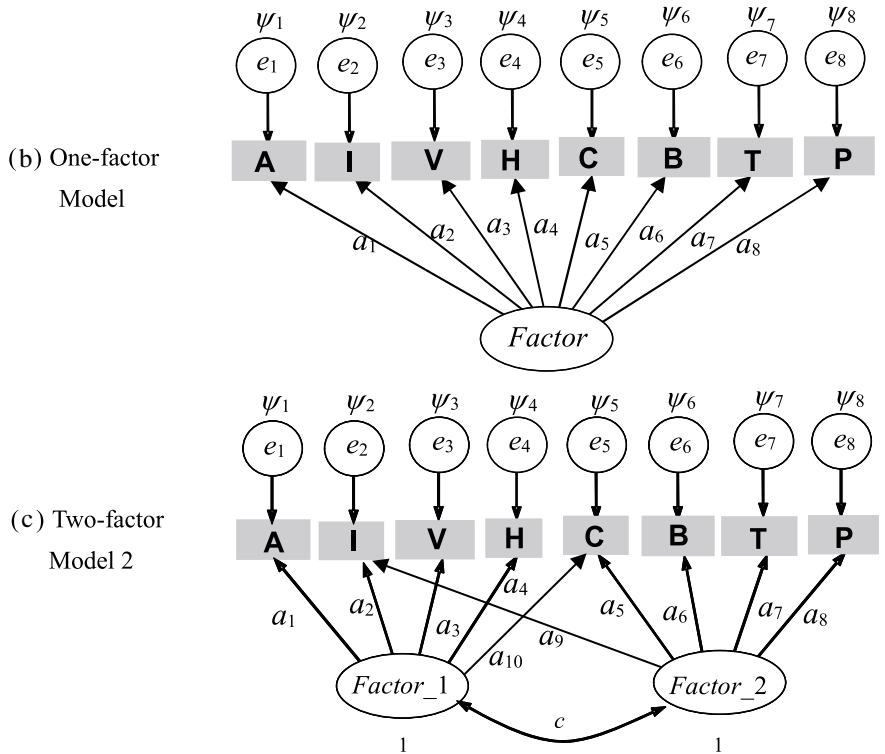 ψ1 ψ2 ψ3 ψ4 ψ5 ψ6 ψ7 ψ8
e1 e2 e3 e4 e5 e6 e7 e8
A I V H C B T P
(b) One-factor
Model
a1 a2 a3 a4 a5 a6 a7 a8
Factor
ψ1 ψ2 ψ3 ψ4 ψ5 ψ6 ψ7 ψ8
e1 e2 e3 e4 e5 e6 e7 e8
(c) Two-factor
Model 2
A I V H C B T P
a1 a2 a3 a4 a10 a9 a5 a6 a7 a8
Factor_1 Factor_2
c
1 1